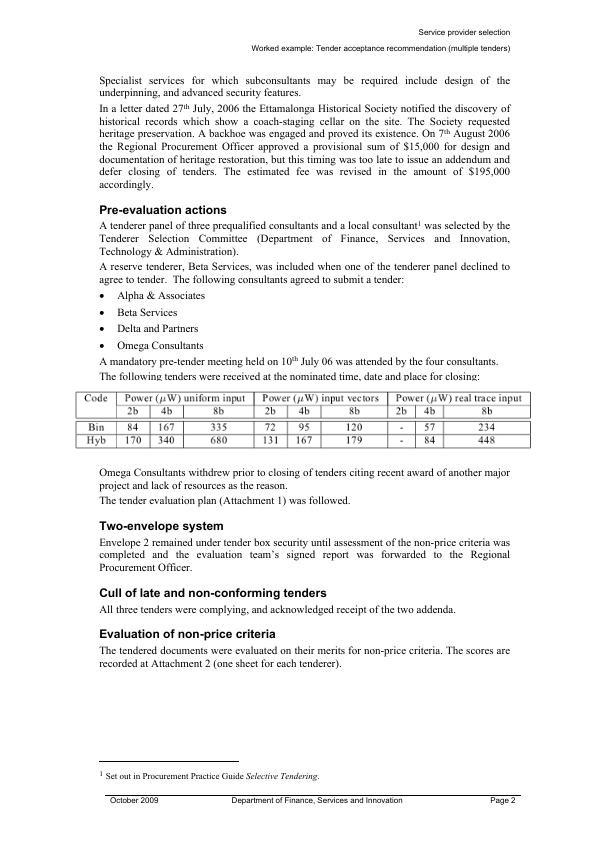 Service provider selection
Worked example: Tender acceptance recommendation (multiple tenders)
Specialist services for which subconsultants may be required include design of the
underpinning, and advanced security features.
In a letter dated 27th July, 2006 the Ettamalonga Historical Society notified the discovery of
historical records which show a coach-staging cellar on the site. The Society requested
heritage preservation. A backhoe was engaged and proved its existence. On 7th August 2006
the Regional Procurement Officer approved a provisional sum of $15,000 for design and
documentation of heritage restoration, but this timing was too late to issue an addendum and
defer closing of tenders. The estimated fee was revised in the amount of $195,000
accordingly.
Pre-evaluation actions
A tenderer panel of three prequalified consultants and a local consultant1 was selected by the
Tenderer Selection Committee (Department of Finance, Services and Innovation,
Technology & Administration).
A reserve tenderer, Beta Services, was included when one of the tenderer panel declined to
agree to tender. The following consultants agreed to submit a tender:
• Alpha & Associates
• Beta Services
• Delta and Partners
• Omega Consultants
A mandatory pre-tender meeting held on 10th July 06 was attended by the four consultants.
The following tenders were received at the nominated time, date and place for closing:
Code Power (μW) uniform input Power (μW) input vectors Power (μW) real trace input
2b 4b 8b 2b 4b 8b 2b 4b 8b
Bin 84 167 335 72 95 120 - 57 234
Hyb 170 340 680 131 167 179 - 84 448
Omega Consultants withdrew prior to closing of tenders citing recent award of another major
project and lack of resources as the reason.
The tender evaluation plan (Attachment 1) was followed.
Two-envelope system
Envelope 2 remained under tender box security until assessment of the non-price criteria was
completed and the evaluation team's signed report was forwarded to the Regional
Procurement Officer.
Cull of late and non-conforming tenders
All three tenders were complying, and acknowledged receipt of the two addenda.
Evaluation of non-price criteria
The tendered documents were evaluated on their merits for non-price criteria. The scores are
recorded at Attachment 2 (one sheet for each tenderer).
1 Set out in Procurement Practice Guide Selective Tendering.
October 2009 Department of Finance, Services and Innovation Page 2